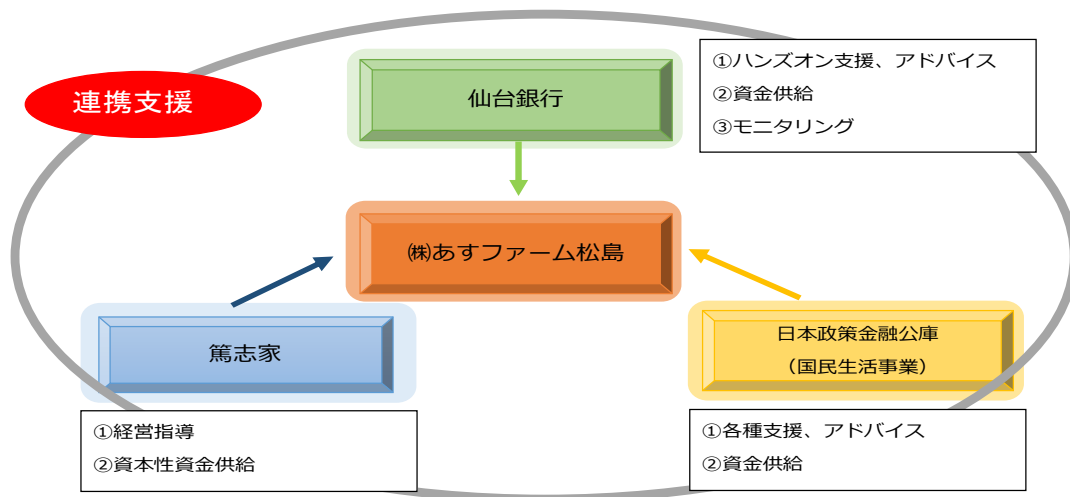 連携支援
仙台銀行
①ハンズオン支援、アドバイス
②資金供給
③モニタリング
㈱あすファーム松島
篤志家
①経営指導
②資本性資金供給
日本政策金融公庫
（国民生活事業）
①各種支援、アドバイス
②資金供給